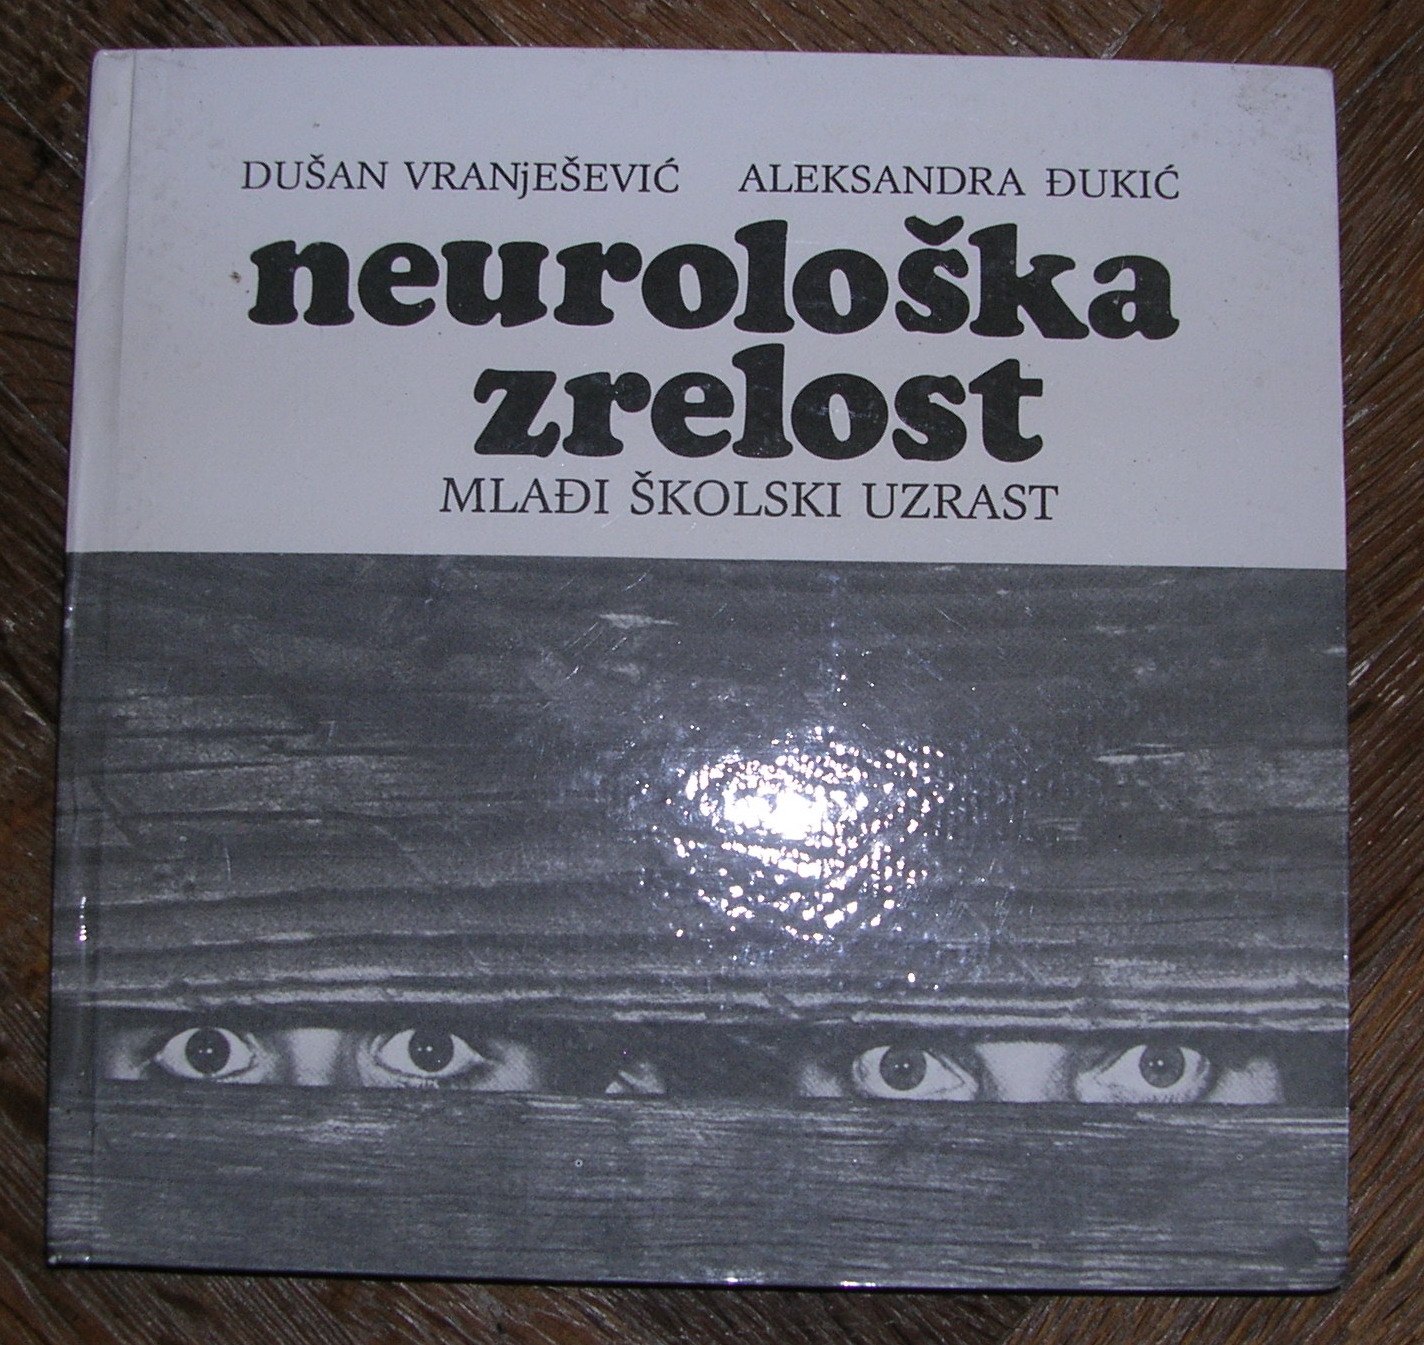 DUŠAN VRANjEŠEVIĆ ALEKSANDRA ĐUKIĆ
neurološka
zrelost
MLAĐI ŠKOLSKI UZRAST